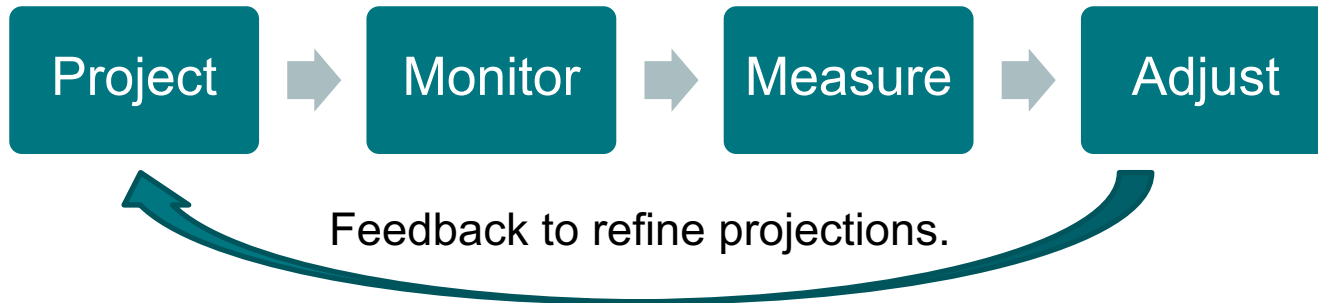 Project
Monitor
Measure
Adjust
Feedback to refine projections.